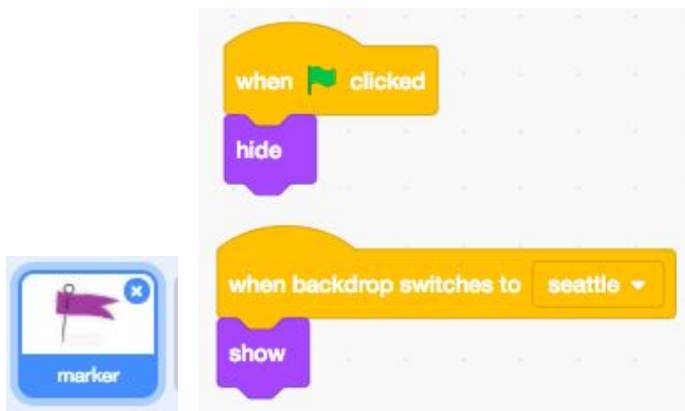 when clicked
hide
when backdrop switches to seattle
show
marker